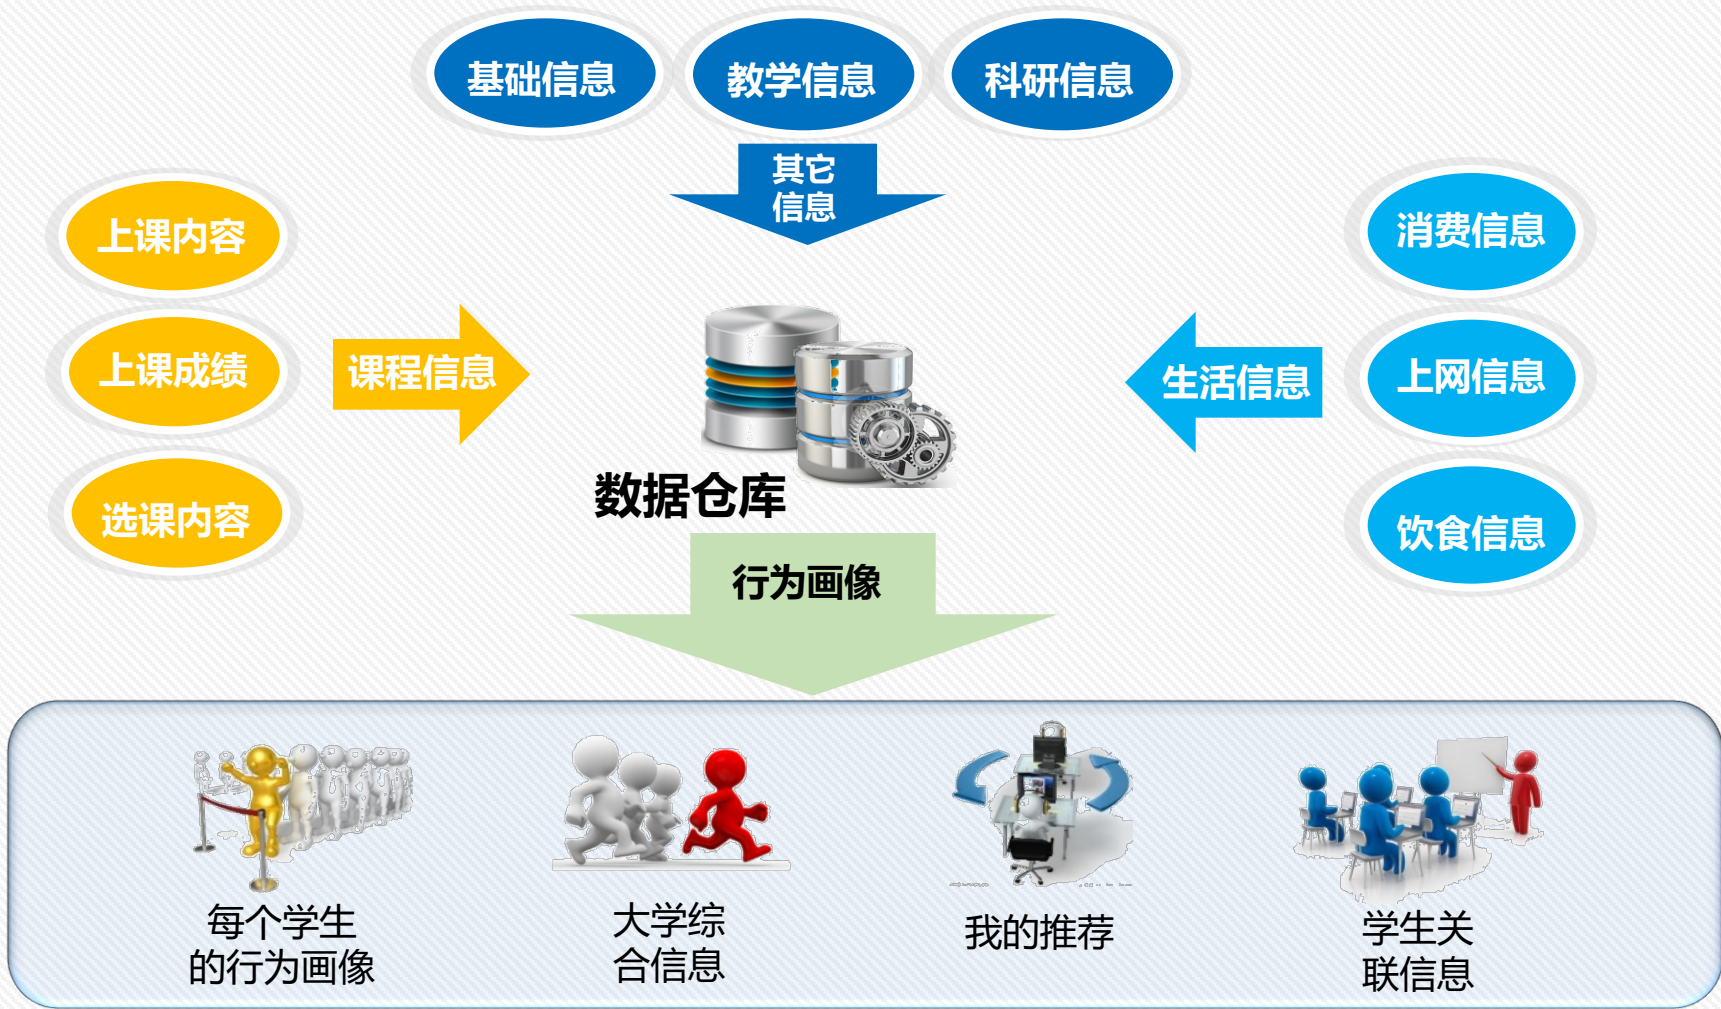 基础信息
教学信息
科研信息
其它
信息
上课内容
上课成绩
选课内容
课程信息
消费信息
上网信息
饮食信息
生活信息
数据仓库
行为画像
每个学生
的行为画像
大学综
合信息
我的推荐
学生关
联信息